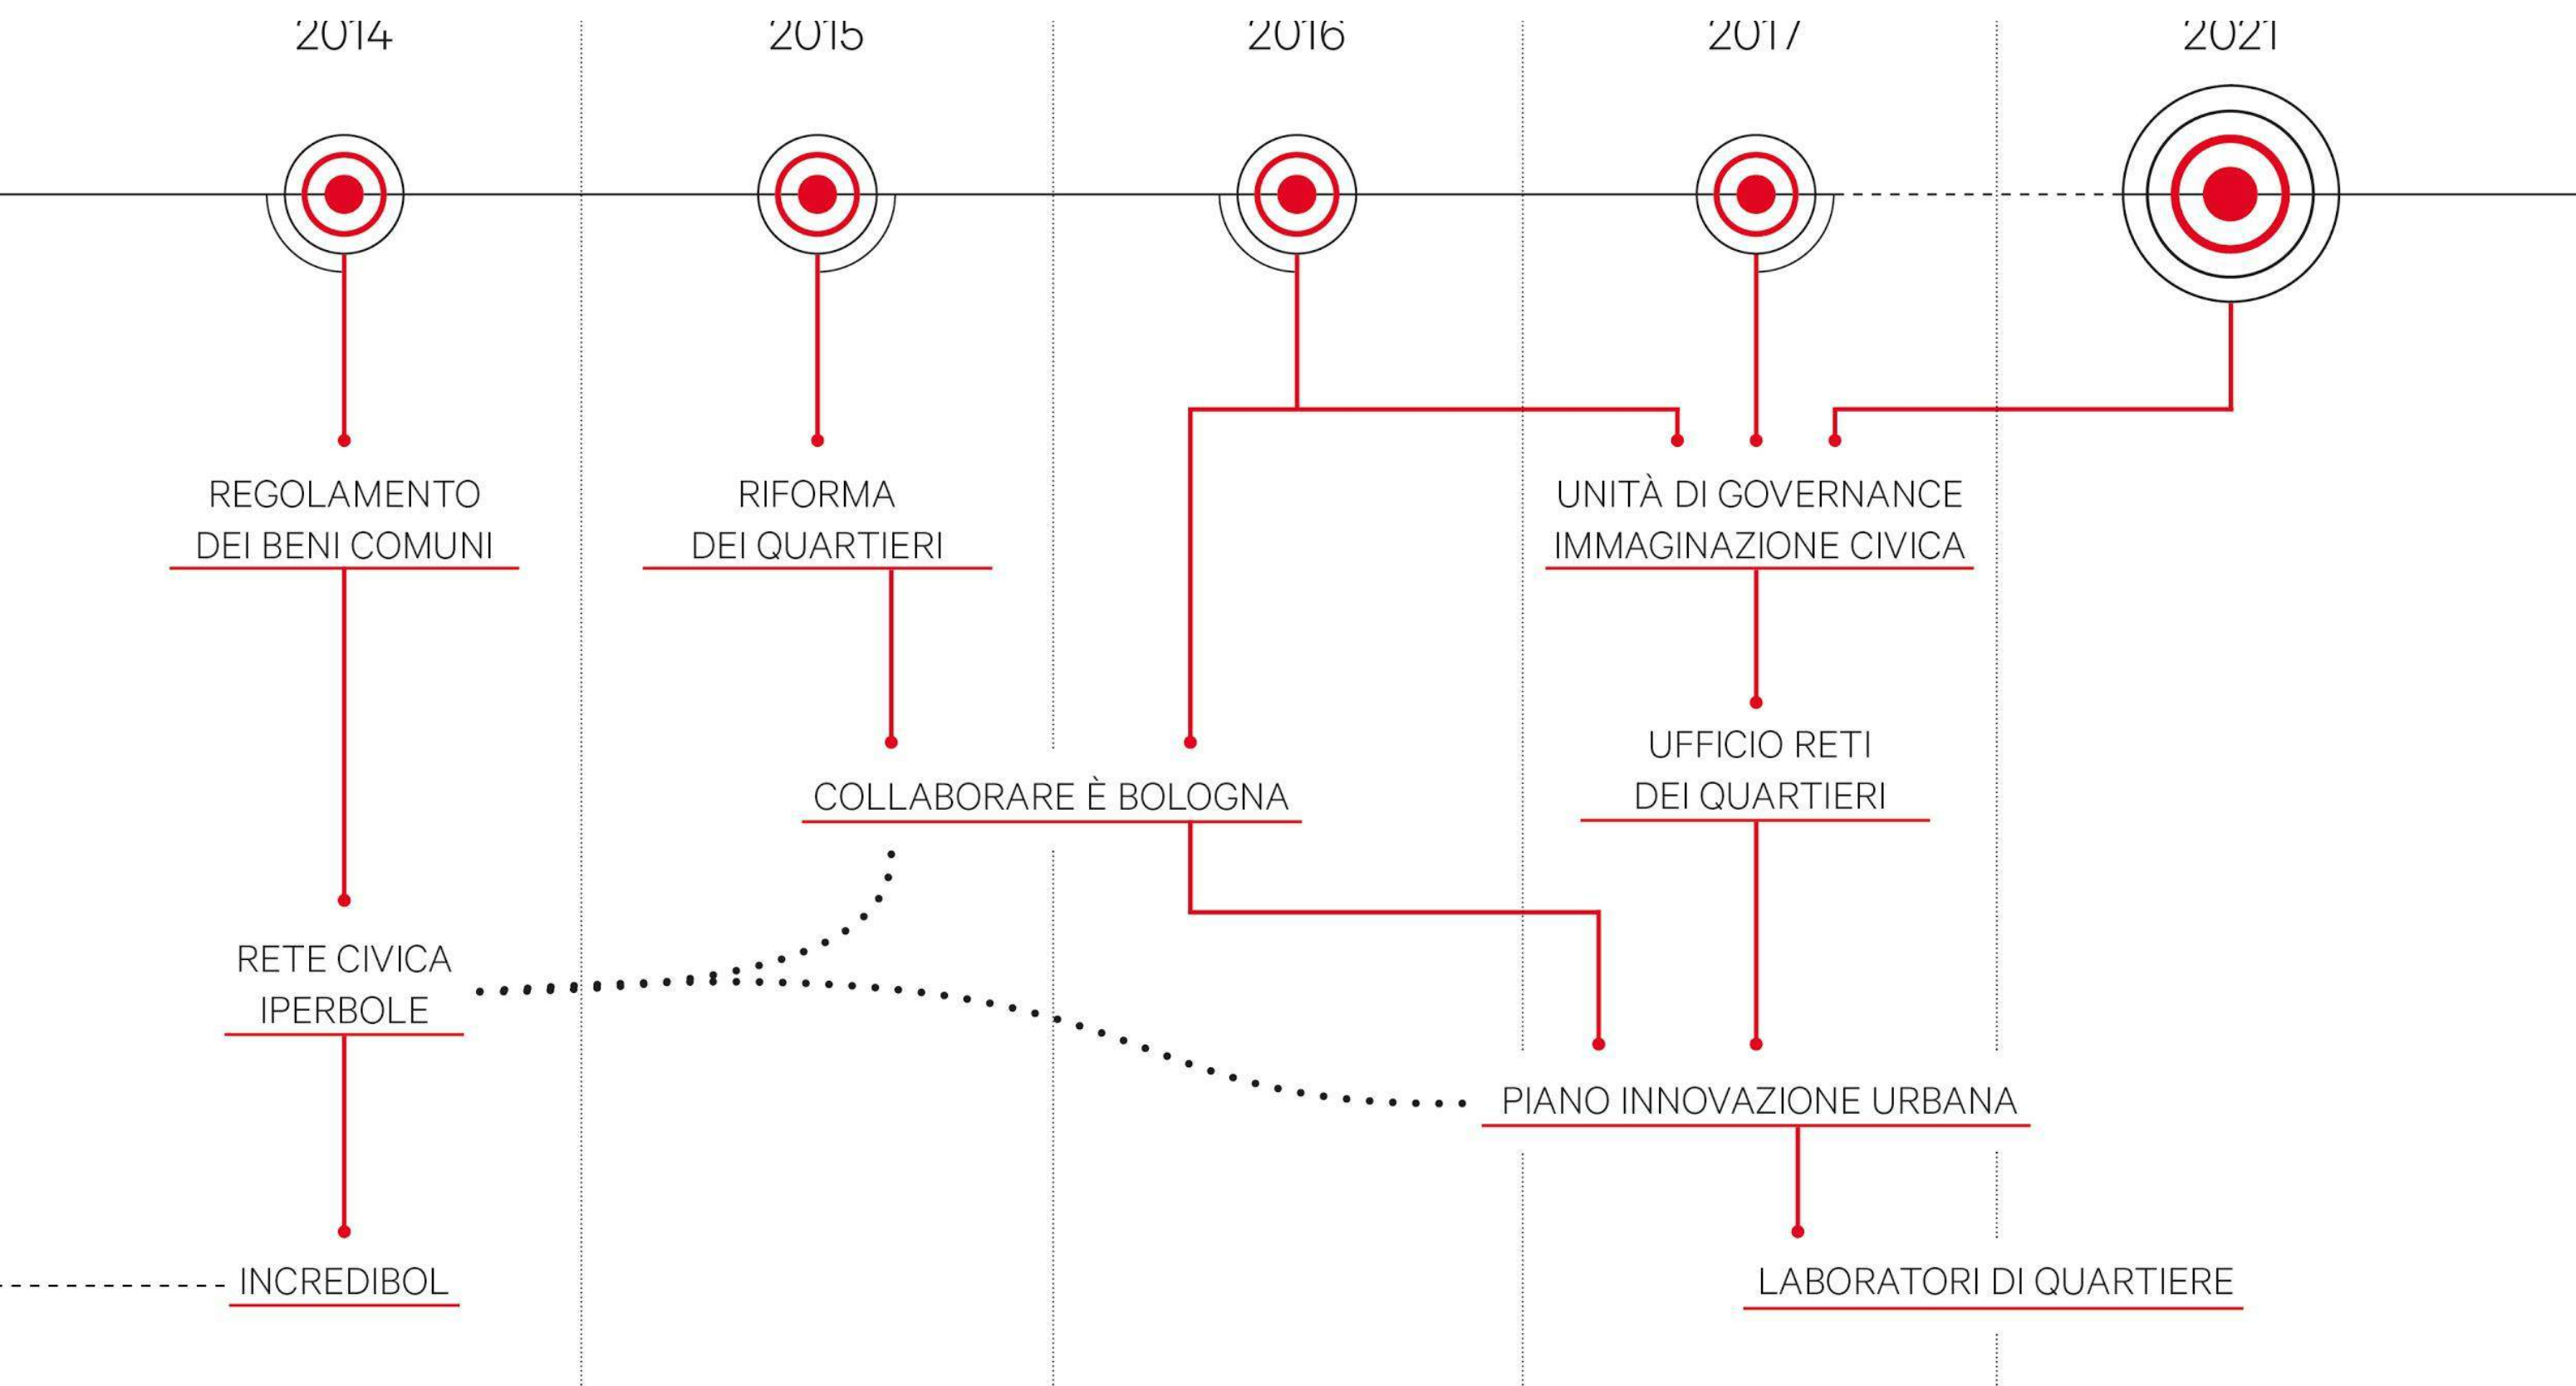 2014
2015
2016
2017
2021
REGOLAMENTO
DEI BENI COMUNI
RIFORMA
DEI QUARTIERI
UNITÀ DI GOVERNANCE
IMMAGINAZIONE CIVICA
UFFICIO RETI
DEI QUARTIERI
COLLABORARE È BOLOGNA
RETE CIVICA
IPERBOLE
PIANO INNOVAZIONE URBANA
INCREDIBOL
LABORATORI DI QUARTIERE